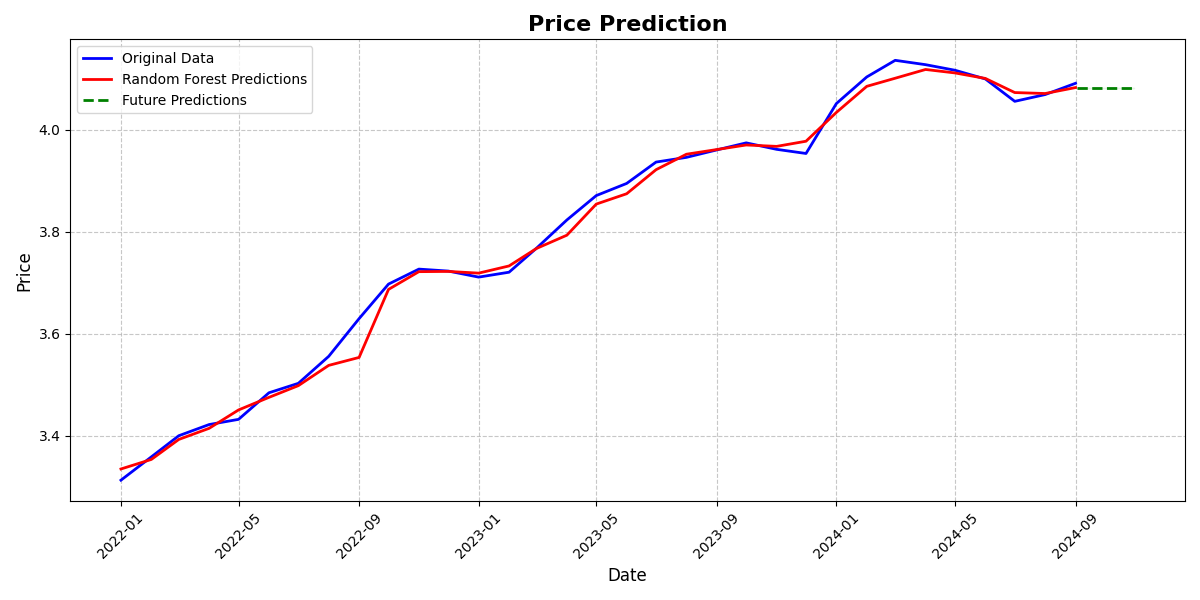 Price Prediction
Original Data
Random Forest Predictions
Future Predictions
Price
4.0
3.8
3.6
3.4
2022-01
2022-05
2022-09
2023-01
2023-05
2023-09
2024-01
2024-05
2024-09
Date